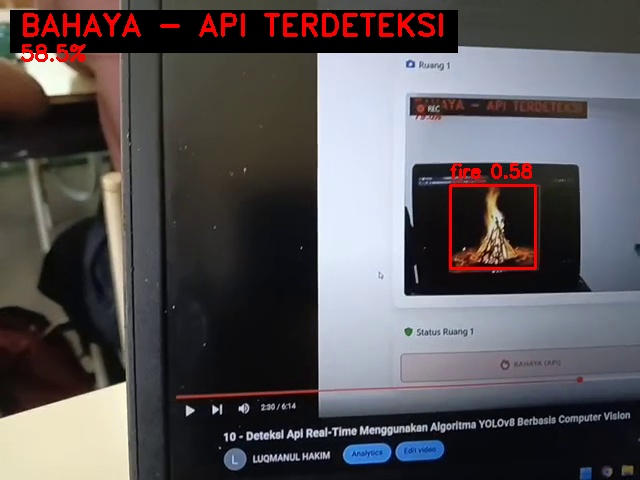 BAHAYA - API TERDETEKSI
58.5%
Ruang 1
REC
BAHAYA - API TERDETEKSI
fire 0.58
Status Ruang 1
BAHAYA (API)
2:30 / 6:14
10 - Deteksi Api Real-Time Menggunakan Algoritma YOLOv8 Berbasis Computer Vision
L
LUQMANUL HAKIM
Analytics
Edit video